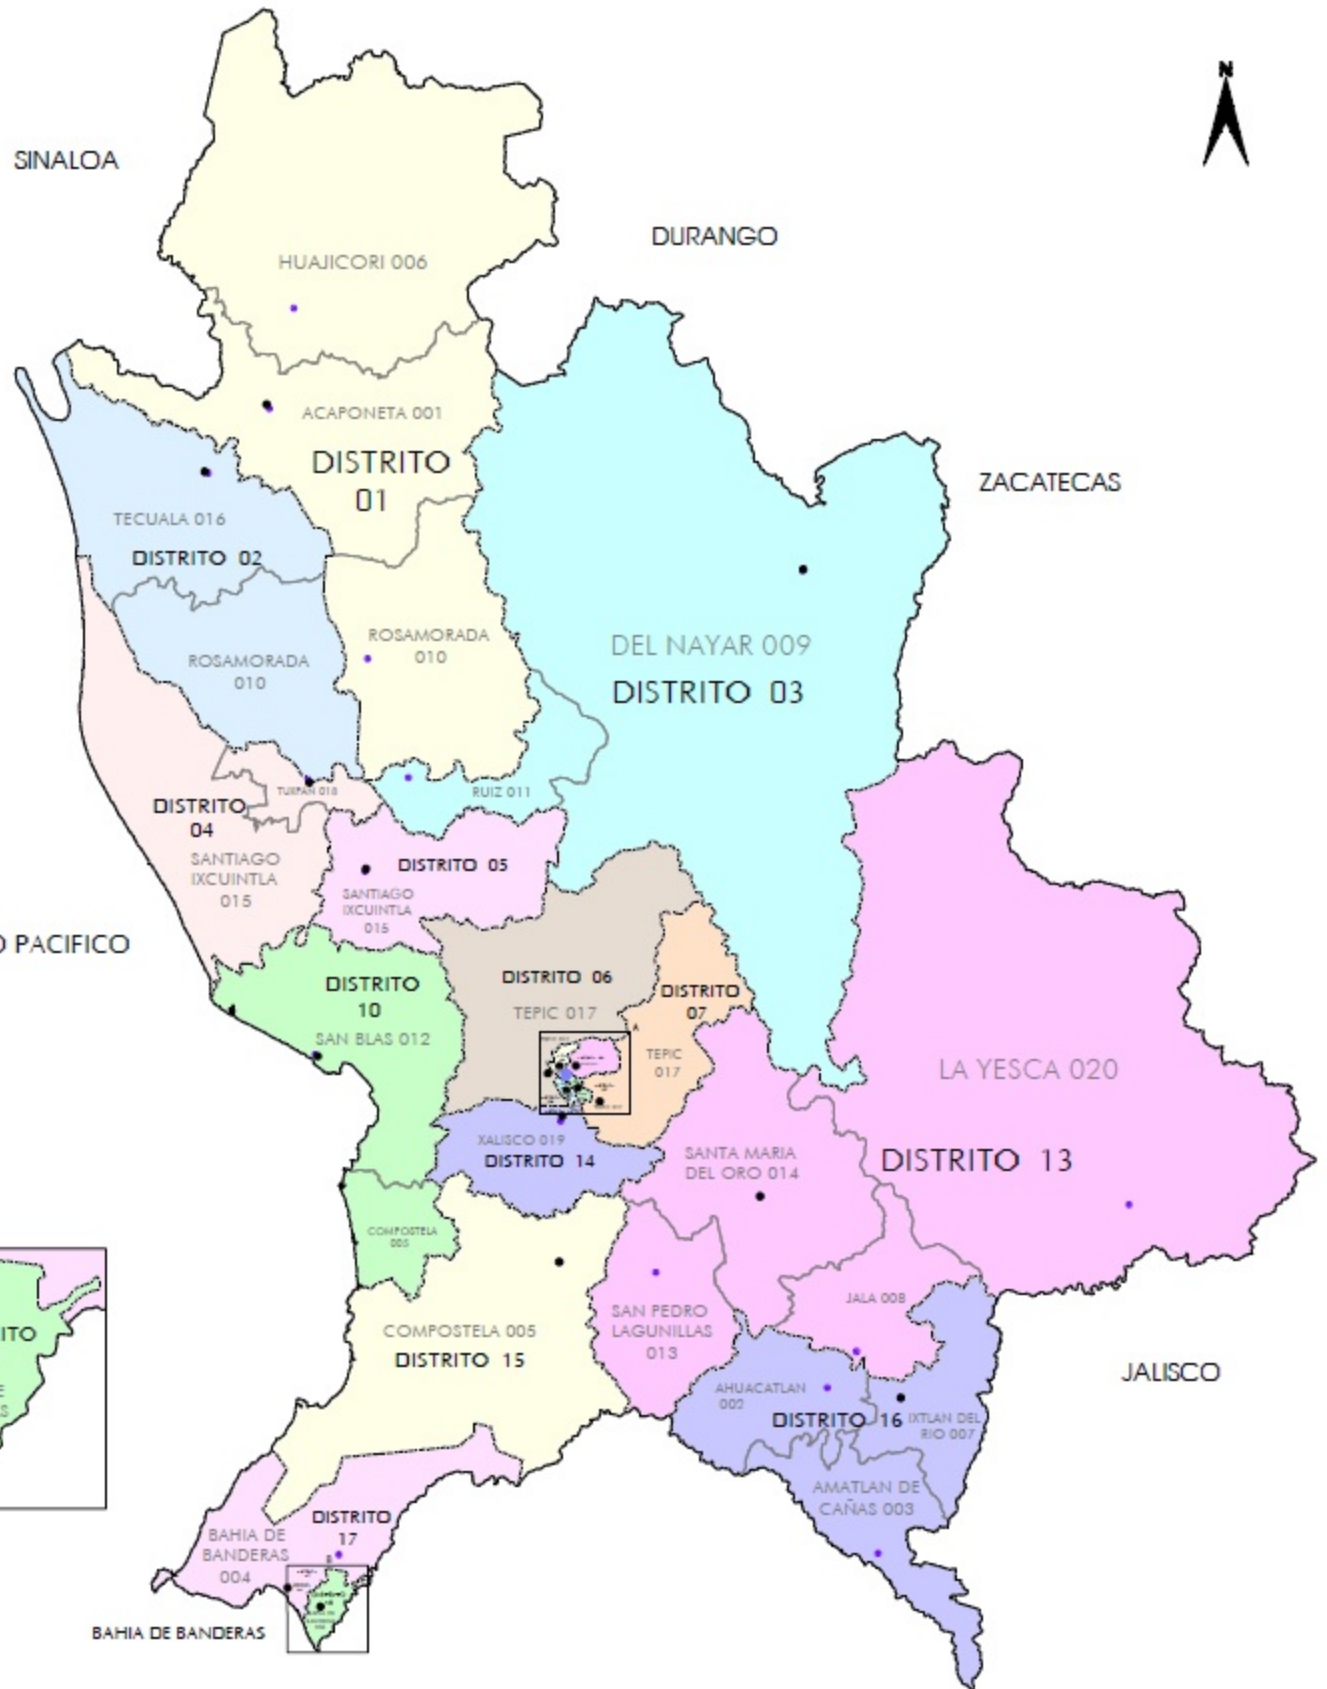 N
SINALOA
DURANGO
HUAJICORI 006
ACAPONETA 001
DISTRITO
01
ZACATECAS
TECUALA 016
DISTRITO 02
ROSAMORADA
010
ROSAMORADA
010
DEL NAYAR 009
DISTRITO 03
TUXPAN 018
RUIZ 011
DISTRITO
04
SANTIAGO
IXCUINTLA
015
DISTRITO 05
SANTIAGO
IXCUINTLA
015
O PACIFICO
DISTRITO
10
SAN BLAS 012
DISTRITO 06
TEPIC 017
DISTRITO
07
TEPIC
017
A
LA YESCA 020
DISTRITO 13
XALISCO 019
DISTRITO 14
SANTA MARIA
DEL ORO 014
COMPOSTELA
005
JALA 008
SAN PEDRO
LAGUNILLAS
013
COMPOSTELA 005
DISTRITO 15
ITO
E
S
JALISCO
AHUACATLAN
002
DISTRITO 16
IXTLAN DEL
RIO 007
AMATLAN DE
CAÑAS 003
DISTRITO
17
BAHIA DE
BANDERAS
004
B
BAHIA DE BANDERAS